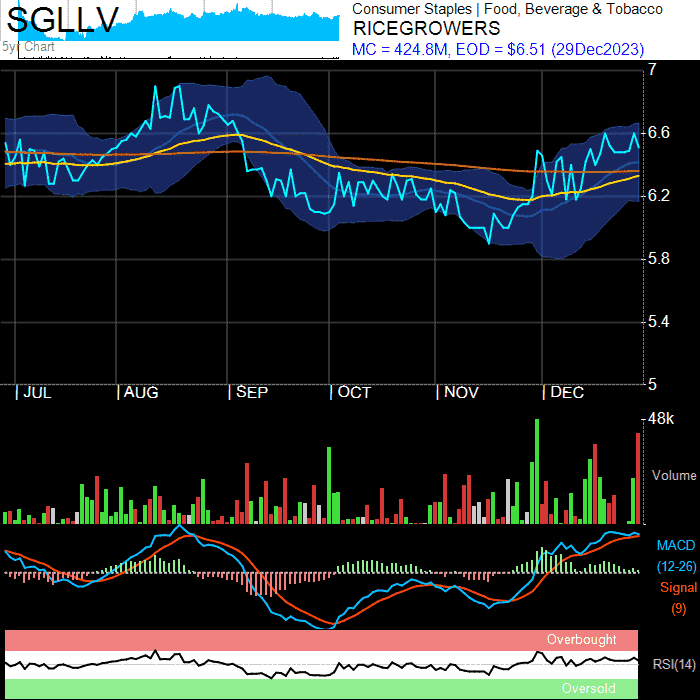 SGLLV
Consumer Staples | Food, Beverage & Tobacco
RICEGROWERS
5yr Chart
MC = 424.8M, EOD = $6.51 (29Dec2023)
7
6.6
6.2
5.8
5.4
5
| JUL | AUG | SEP | OCT | NOV | DEC
48k
Volume
MACD
(12-26)
Signal
(9)
Overbought
RSI(14)
Oversold